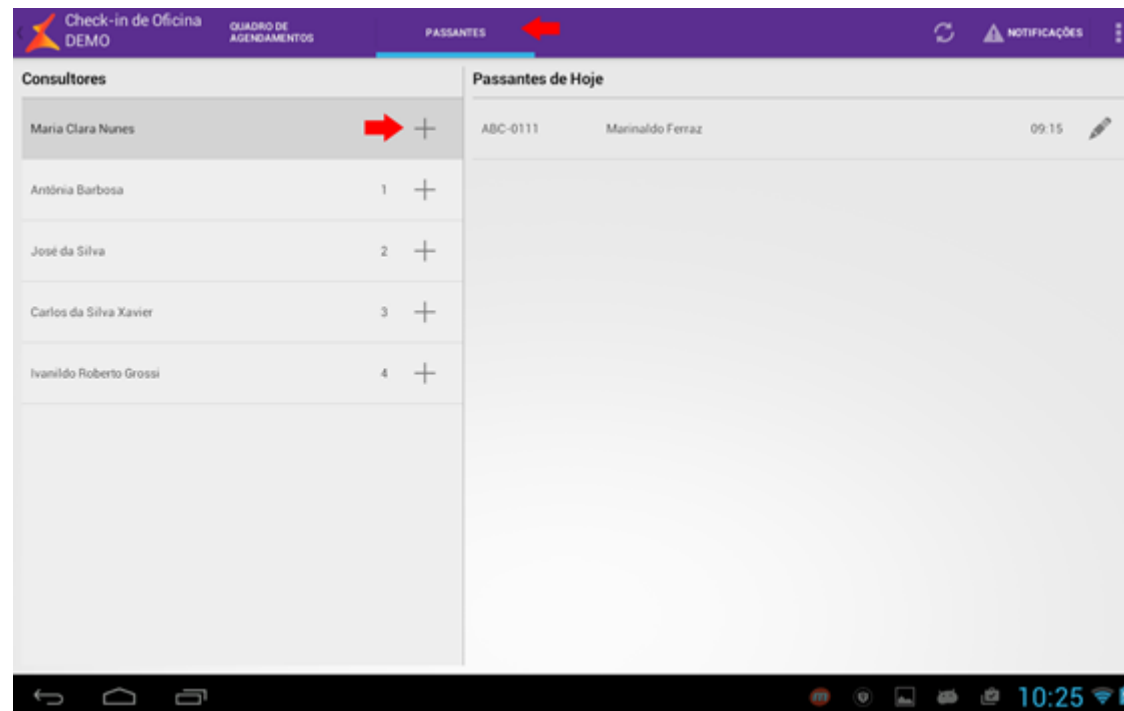 Check-in de Oficina
DEMO
QUADRO DE
AGENDAMENTOS
PASSANTES
NOTIFICAÇÕES
Consultores
Passantes de Hoje
Maria Clara Nunes
ABC-0111 Marinaldo Ferraz 09:15
Antônia Barbosa 1
José da Silva 2
Carlos da Silva Xavier 3
Ivanildo Roberto Grossi 4
10:25